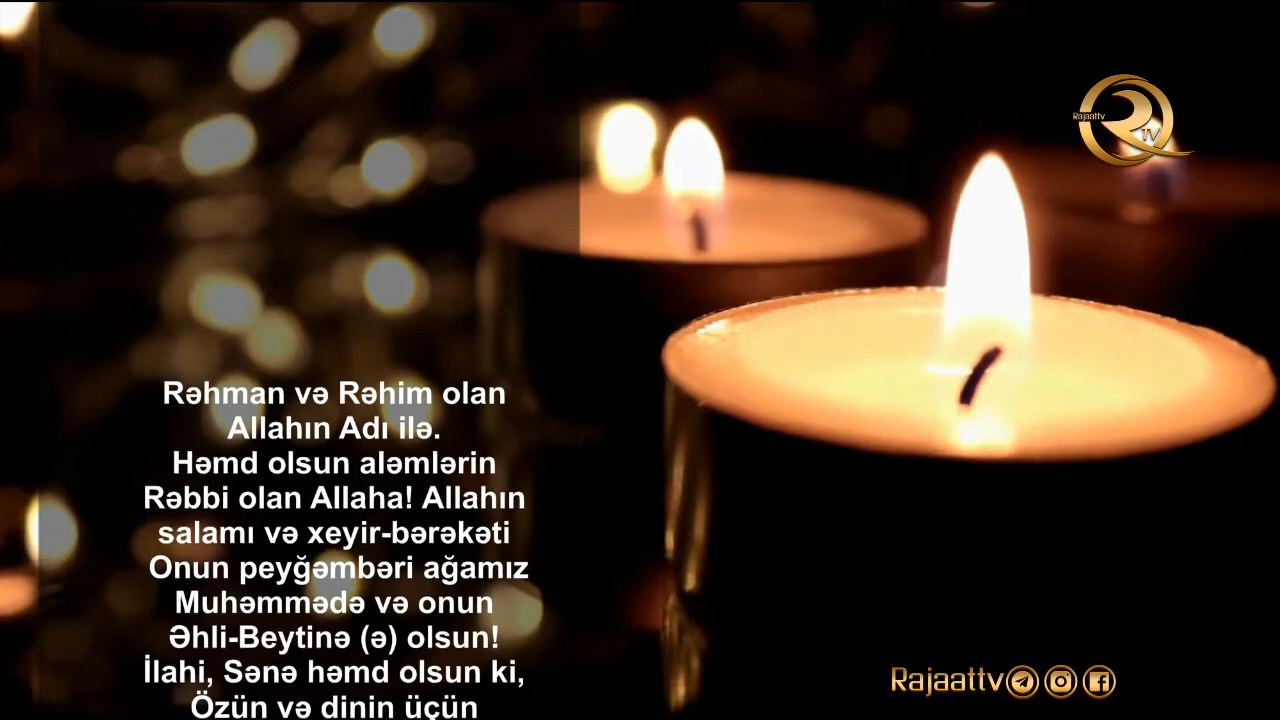 Rajaattv
TV
Rəhman və Rəhim olan
Allahın Adı ilə.
Həmd olsun aləmlərin
Rəbbi olan Allaha! Allahın
salamı və xeyir-bərəkəti
Onun peyğəmbəri ağamız
Muhəmmədə və onun
Əhli-Beytinə (ə) olsun!
İlahi, Sənə həmd olsun ki,
Özün və dinin üçün
Rajaattv